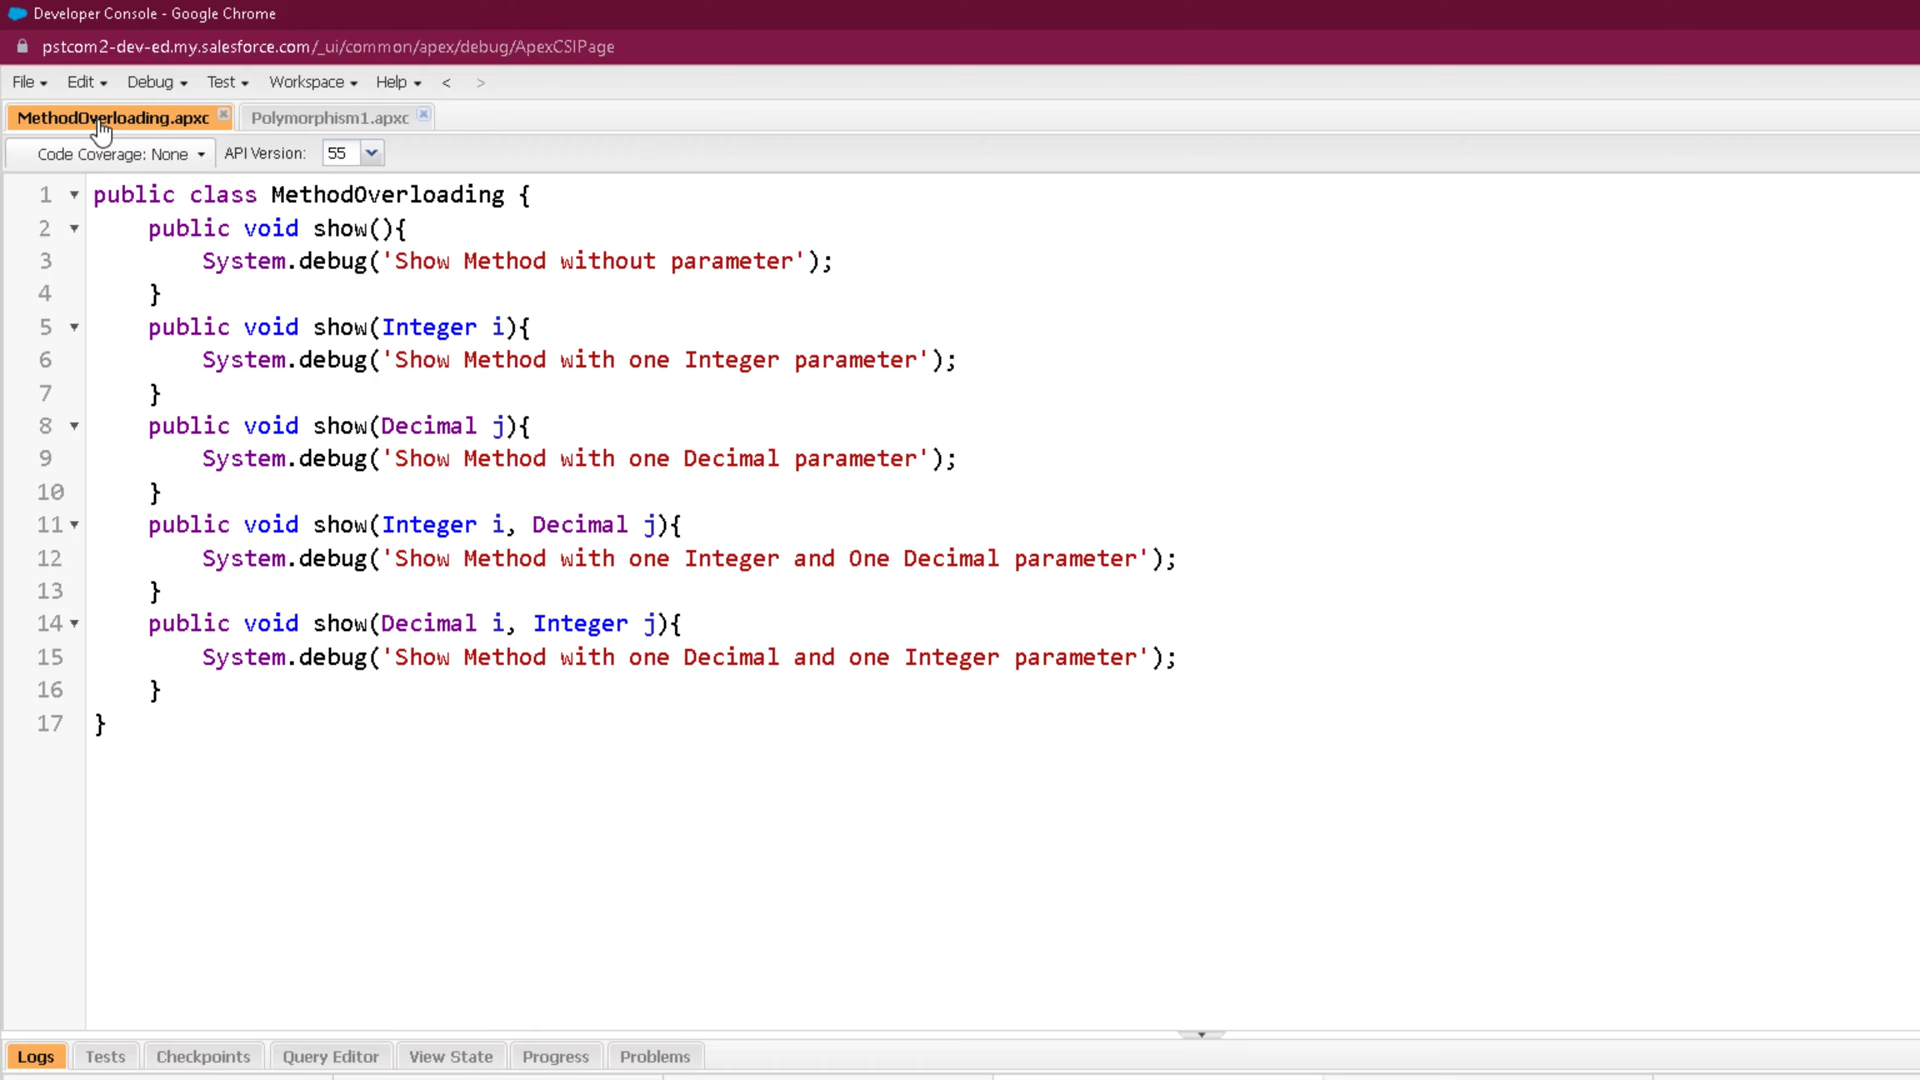 Developer Console - Google Chrome
pstcom2-dev-ed.my.salesforce.com/_ui/common/apex/debug/ApexCSIPage
File Edit Debug Test Workspace Help < >
MethodOverloading.apxc Polymorphism1.apxc
Code Coverage: None API Version: 55
1 public class MethodOverloading {
2 public void show(){
3 System.debug('Show Method without parameter');
4 }
5 public void show(Integer i){
6 System.debug('Show Method with one Integer parameter');
7 }
8 public void show(Decimal j){
9 System.debug('Show Method with one Decimal parameter');
10 }
11 public void show(Integer i, Decimal j){
12 System.debug('Show Method with one Integer and One Decimal parameter');
13 }
14 public void show(Decimal i, Integer j){
15 System.debug('Show Method with one Decimal and one Integer parameter');
16 }
17 }
Logs Tests Checkpoints Query Editor View State Progress Problems